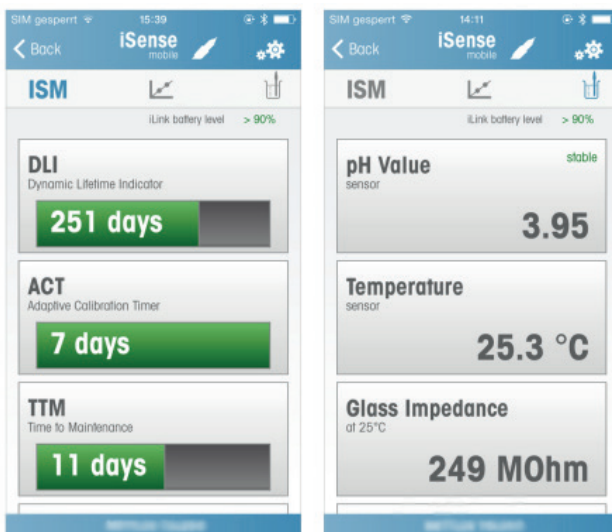 SIM gesperrt 15:39
Back iSense
mobile
ISM
iLink battery level > 90%
DLI
Dynamic Lifetime Indicator
251 days
ACT
Adaptive Calibration Timer
7 days
TTM
Time to Maintenance
11 days
SIM gesperrt 14:11
Back iSense
mobile
ISM
iLink battery level > 90%
pH Value stable
sensor
3.95
Temperature
sensor
25.3 °C
Glass Impedance
at 25°C
249 MOhm